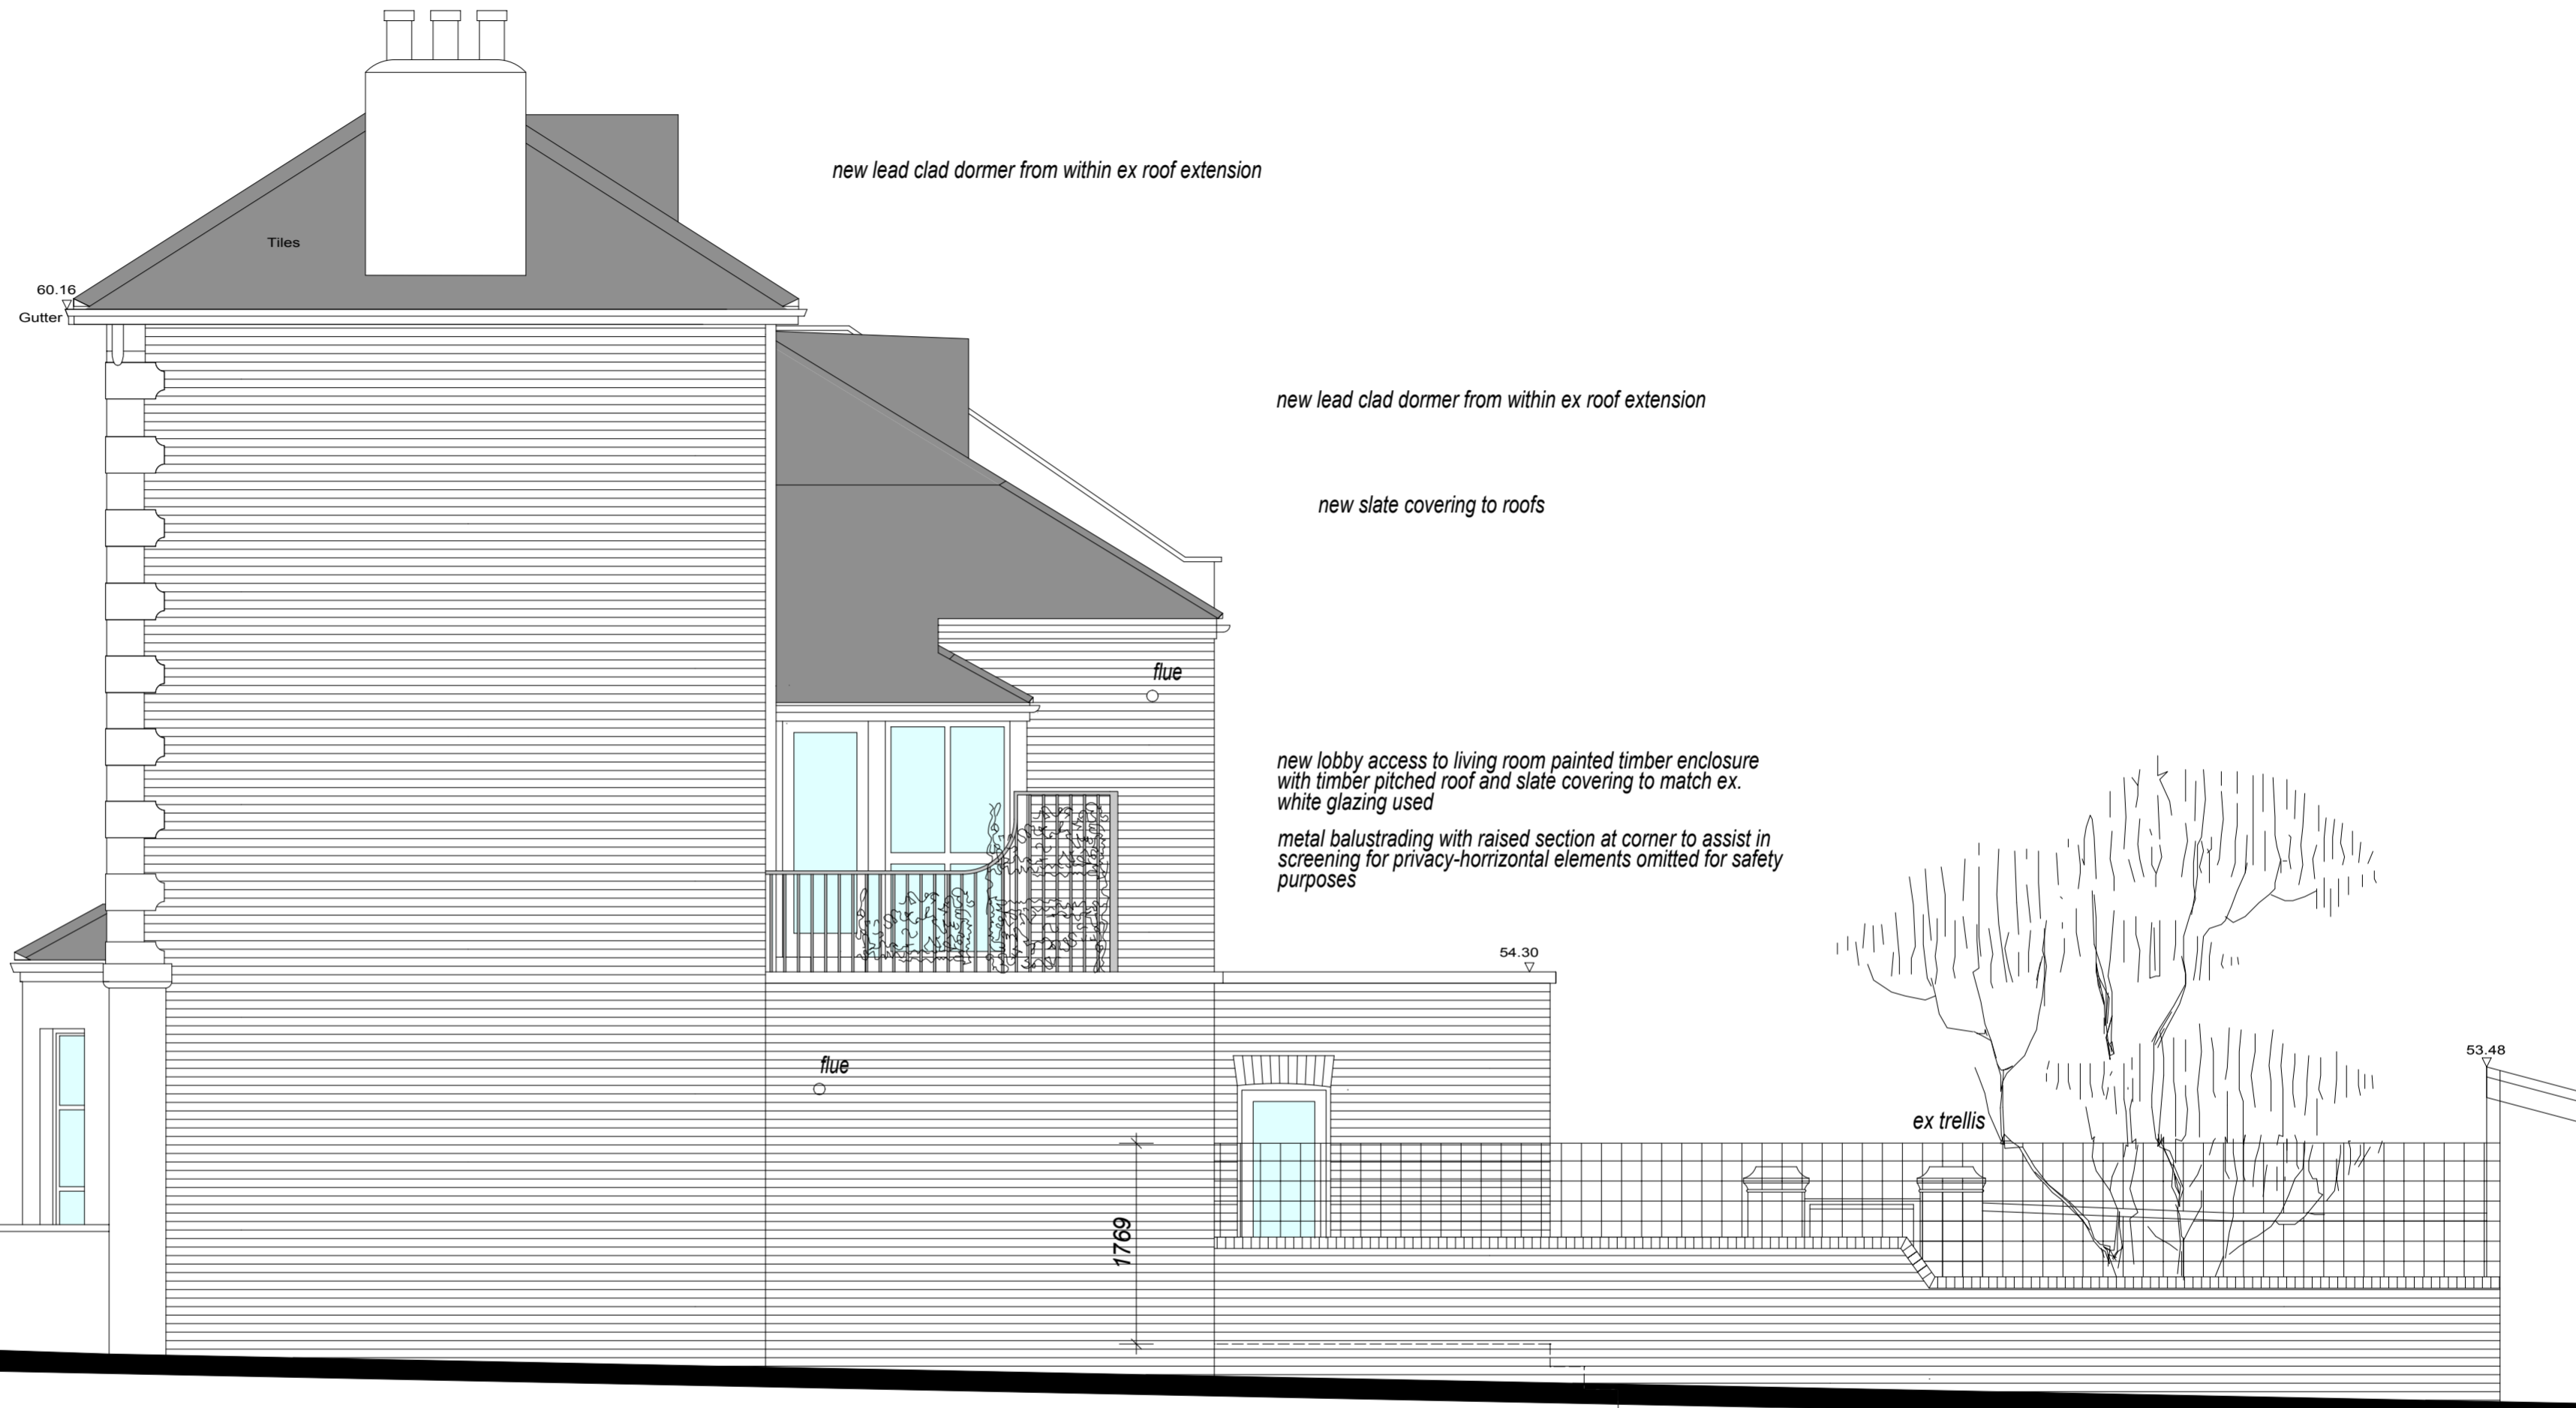 new lead clad dormer from within ex roof extension
Tiles
60.16
Gutter
new lead clad dormer from within ex roof extension
new slate covering to roofs
flue
new lobby access to living room painted timber enclosure
with timber pitched roof and slate covering to match ex.
white glazing used
metal balustrading with raised section at corner to assist in
screening for privacy-horrizontal elements omitted for safety
purposes
54.30
53.48
flue
ex trellis
1769